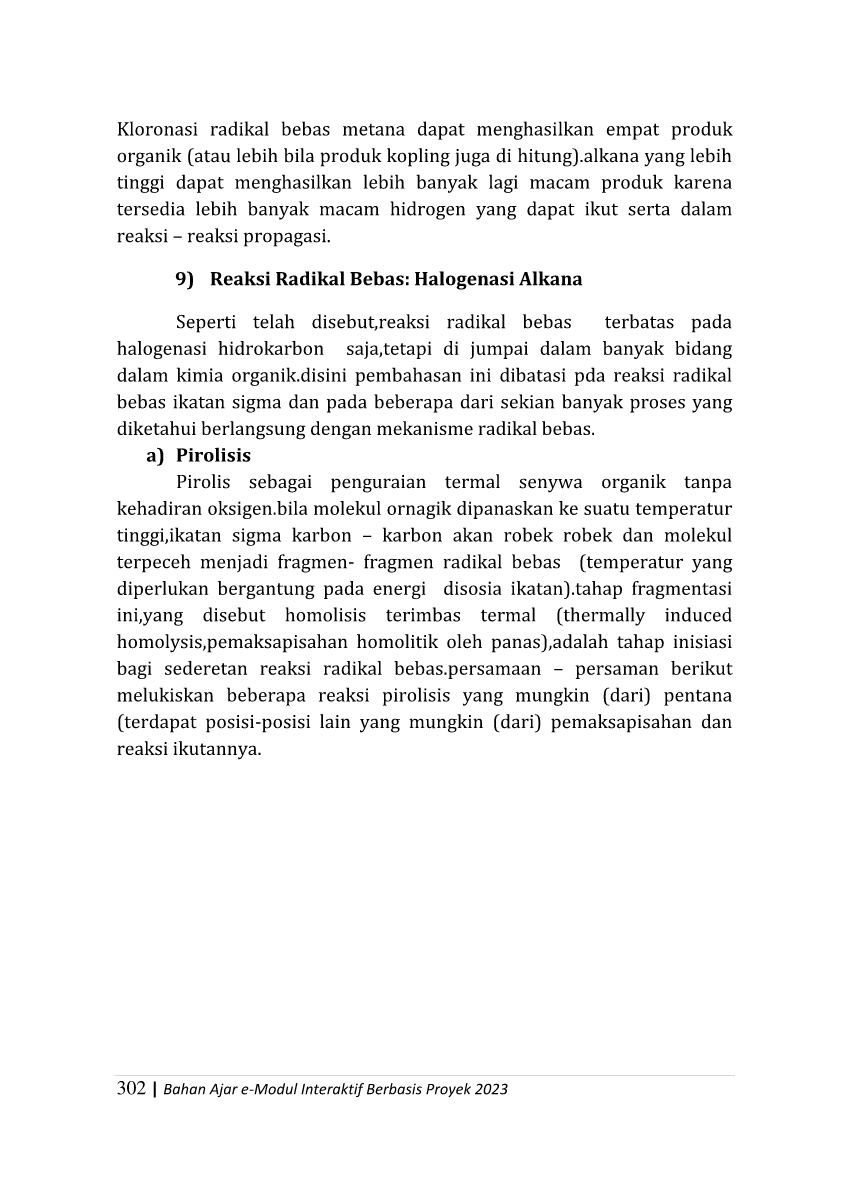 Kloronasi radikal bebas metana dapat menghasilkan empat produk
organik (atau lebih bila produk kopling juga di hitung).alkana yang lebih
tinggi dapat menghasilkan lebih banyak lagi macam produk karena
tersedia lebih banyak macam hidrogen yang dapat ikut serta dalam
reaksi – reaksi propagasi.
9) Reaksi Radikal Bebas: Halogenasi Alkana
Seperti telah disebut,reaksi radikal bebas terbatas pada
halogenasi hidrokarbon saja,tetapi di jumpai dalam banyak bidang
dalam kimia organik.disini pembahasan ini dibatasi pda reaksi radikal
bebas ikatan sigma dan pada beberapa dari sekian banyak proses yang
diketahui berlangsung dengan mekanisme radikal bebas.
a) Pirolisis
Pirolis sebagai penguraian termal senywa organik tanpa
kehadiran oksigen.bila molekul ornagik dipanaskan ke suatu temperatur
tinggi,ikatan sigma karbon – karbon akan robek robek dan molekul
terpeceh menjadi fragmen- fragmen radikal bebas (temperatur yang
diperlukan bergantung pada energi disosia ikatan).tahap fragmentasi
ini,yang disebut homolisis terimbas termal (thermally induced
homolysis,pemaksapisahan homolitik oleh panas),adalah tahap inisiasi
bagi sederetan reaksi radikal bebas.persamaan – persaman berikut
melukiskan beberapa reaksi pirolisis yang mungkin (dari) pentana
(terdapat posisi-posisi lain yang mungkin (dari) pemaksapisahan dan
reaksi ikutannya.
302 | Bahan Ajar e-Modul Interaktif Berbasis Proyek 2023